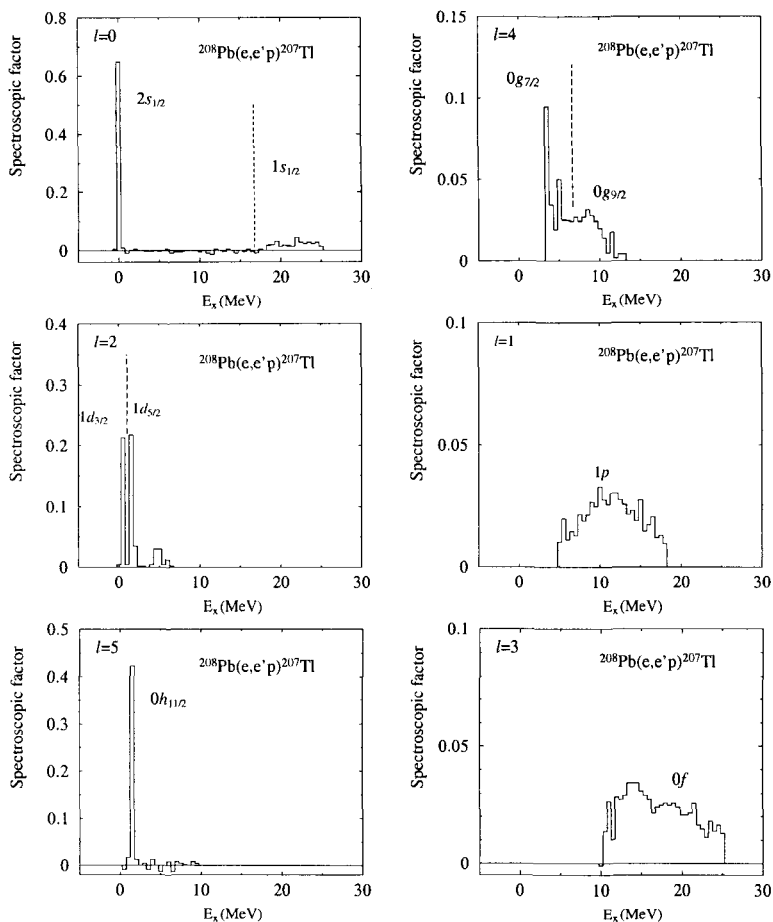 l=0
²⁰⁸Pb(e,e'p)²⁰⁷Tl
2s₁/₂
1s₁/₂
Spectroscopic factor
0.8
0.6
0.4
0.2
0
0 10 20 30
Eₓ(MeV)
l=4
²⁰⁸Pb(e,e'p)²⁰⁷Tl
0g₇/₂
0g₉/₂
Spectroscopic factor
0.15
0.1
0.05
0
0 10 20 30
Eₓ(MeV)
l=2
²⁰⁸Pb(e,e'p)²⁰⁷Tl
1d₃/₂
1d₅/₂
Spectroscopic factor
0.4
0.3
0.2
0.1
0
0 10 20 30
Eₓ(MeV)
l=1
²⁰⁸Pb(e,e'p)²⁰⁷Tl
1p
Spectroscopic factor
0.1
0.05
0
0 10 20 30
Eₓ(MeV)
l=5
²⁰⁸Pb(e,e'p)²⁰⁷Tl
0h₁₁/₂
Spectroscopic factor
0.5
0.4
0.3
0.2
0.1
0
0 10 20 30
Eₓ(MeV)
l=3
²⁰⁸Pb(e,e'p)²⁰⁷Tl
0f
Spectroscopic factor
0.1
0.05
0
0 10 20 30
Eₓ(MeV)